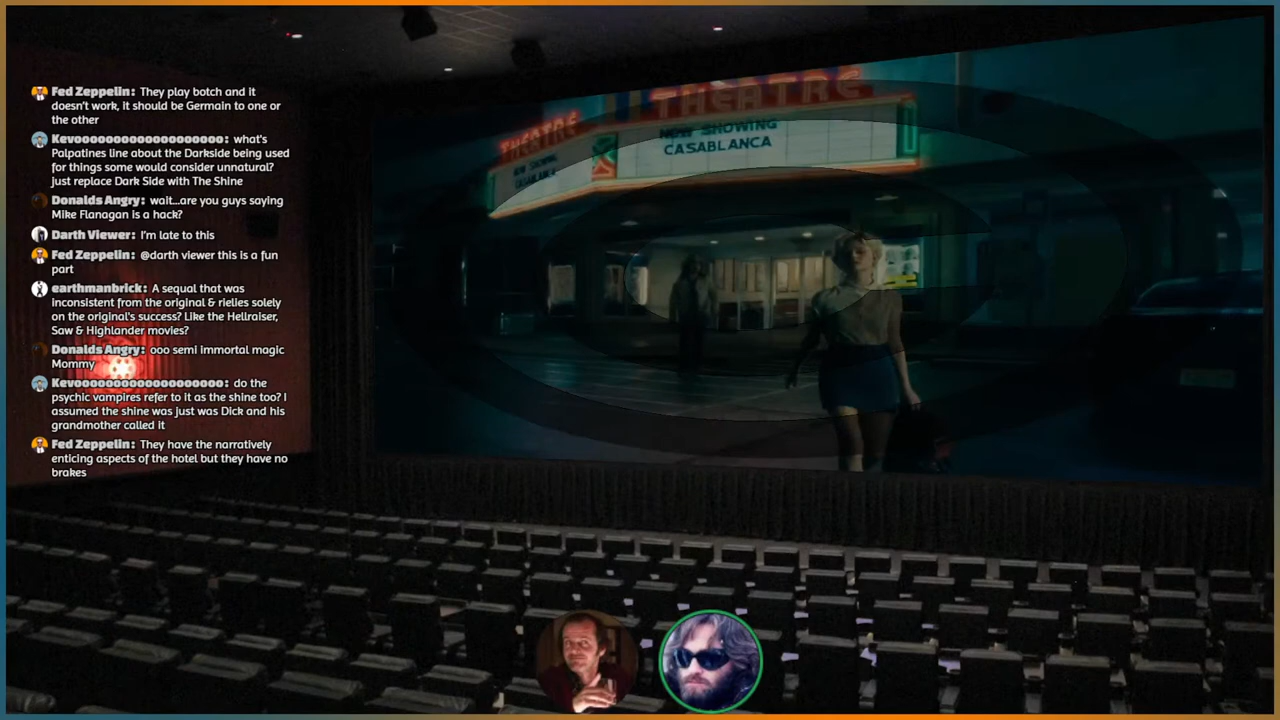 Fed Zeppelin: They play botch and it
doesn't work, it should be Germain to one or
the other
Kevooooooooooooooooooo: what's
Palpatines line about the Darkside being used
for things some would consider unnatural?
just replace Dark Side with The Shine
Donalds Angry: wait...are you guys saying
Mike Flanagan is a hack?
Darth Viewer: I'm late to this
Fed Zeppelin: @darth viewer this is a fun
part
earthmanbrick: A sequal that was
inconsistent from the original & rielies solely
on the original's success? Like the Hellraiser,
Saw & Highlander movies?
Donalds Angry: ooo semi immortal magic
Mommy
Kevooooooooooooooooooo: do the
psychic vampires refer to it as the shine too? I
assumed the shine was just was Dick and his
grandmother called it
Fed Zeppelin: They have the narratively
enticing aspects of the hotel but they have no
brakes
THEATRE
THEATRE
NOW SHOWING
CASABLANCA
NOW SHOWING
CASABLANCA